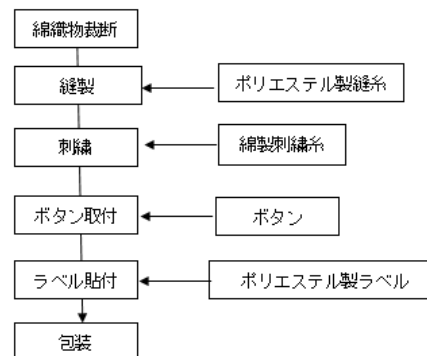 綿織物裁断
縫製
ポリエステル製縫糸
刺繍
綿製刺繍糸
ボタン取付
ボタン
ラベル貼付
ポリエステル製ラベル
包装